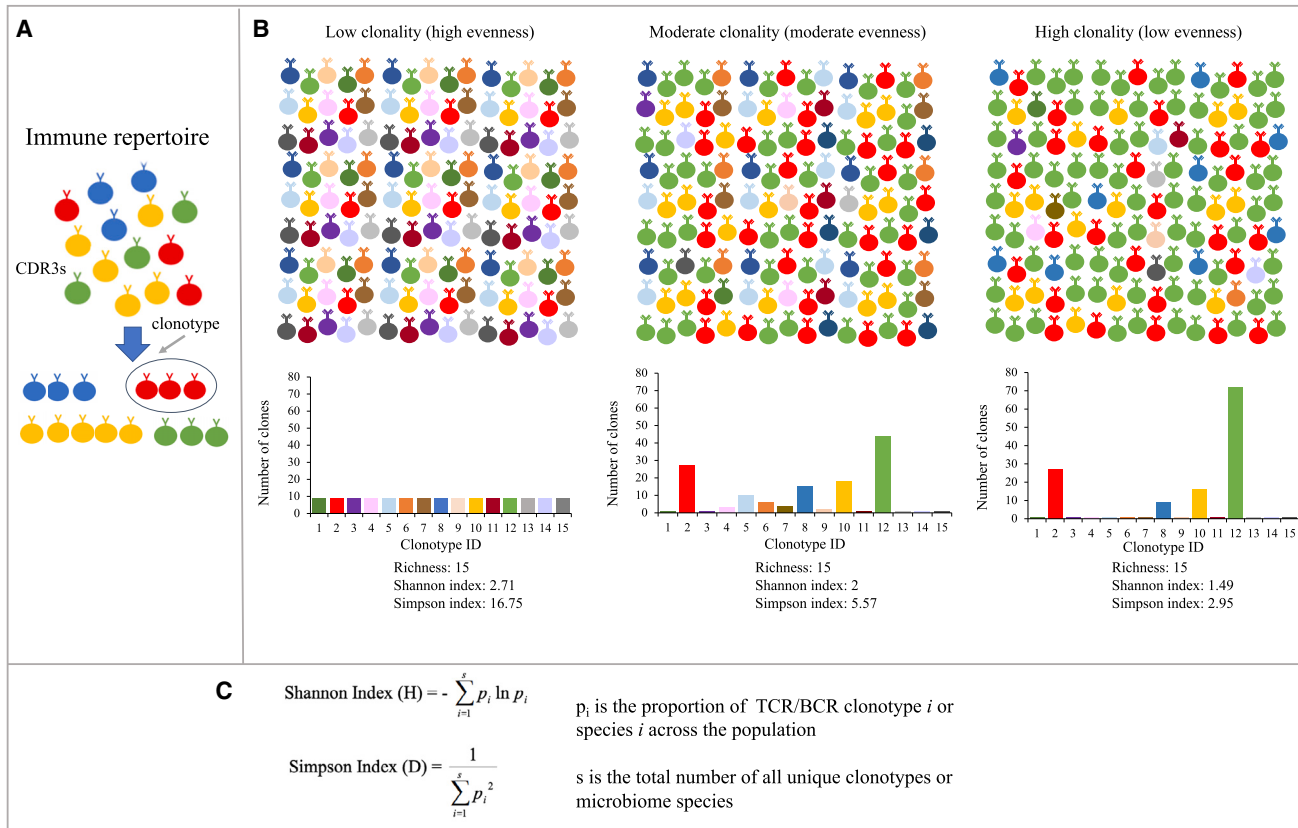 A
Immune repertoire
CDR3s
clonotype
B
Low clonality (high evenness)
Moderate clonality (moderate evenness)
High clonality (low evenness)
Number of clones
80
70
60
50
40
30
20
10
0
1 2 3 4 5 6 7 8 9 10 11 12 13 14 15
Clonotype ID
Richness: 15
Shannon index: 2.71
Simpson index: 16.75
Number of clones
80
70
60
50
40
30
20
10
0
1 2 3 4 5 6 7 8 9 10 11 12 13 14 15
Clonotype ID
Richness: 15
Shannon index: 2
Simpson index: 5.57
Number of clones
80
70
60
50
40
30
20
10
0
1 2 3 4 5 6 7 8 9 10 11 12 13 14 15
Clonotype ID
Richness: 15
Shannon index: 1.49
Simpson index: 2.95
C
Shannon Index (H) = - ∑ᵢ₌₁ˢ pᵢ ln pᵢ
Simpson Index (D) = 1 / ∑ᵢ₌₁ˢ pᵢ²
pᵢ is the proportion of TCR/BCR clonotype i or
species i across the population
s is the total number of all unique clonotypes or
microbiome species